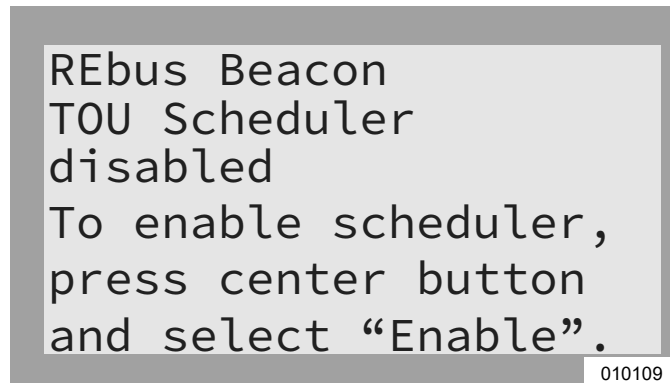 REbus Beacon
TOU Scheduler
disabled
To enable scheduler,
press center button
and select “Enable”.
010109